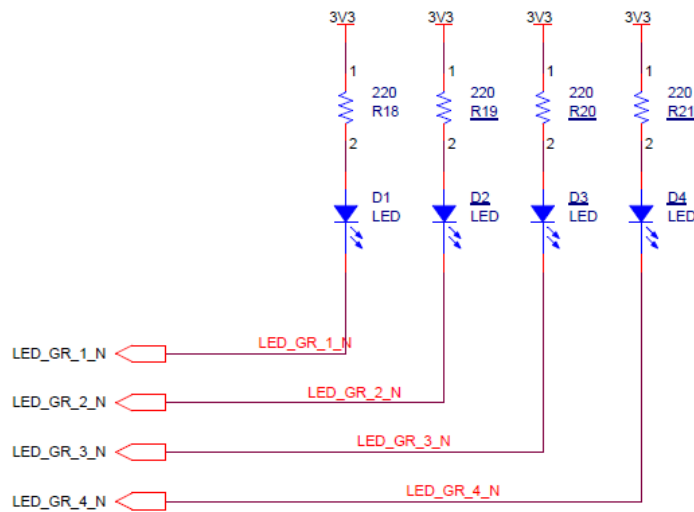 3V3 3V3 3V3 3V3
1 1 1 1
220 220 220 220
R18 R19 R20 R21
2 2 2 2
D1 D2 D3 D4
LED LED LED LED
LED_GR_1_N LED_GR_1_N
LED_GR_2_N LED_GR_2_N
LED_GR_3_N LED_GR_3_N
LED_GR_4_N LED_GR_4_N